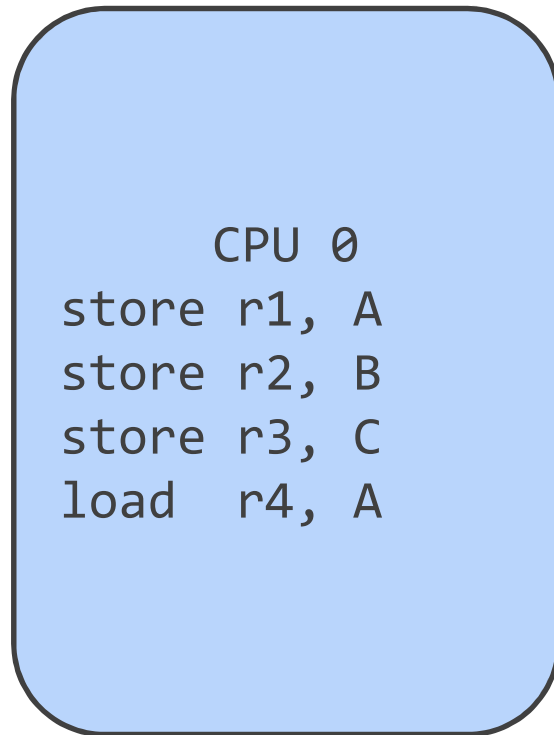 CPU 0
store r1, A
store r2, B
store r3, C
load  r4, A